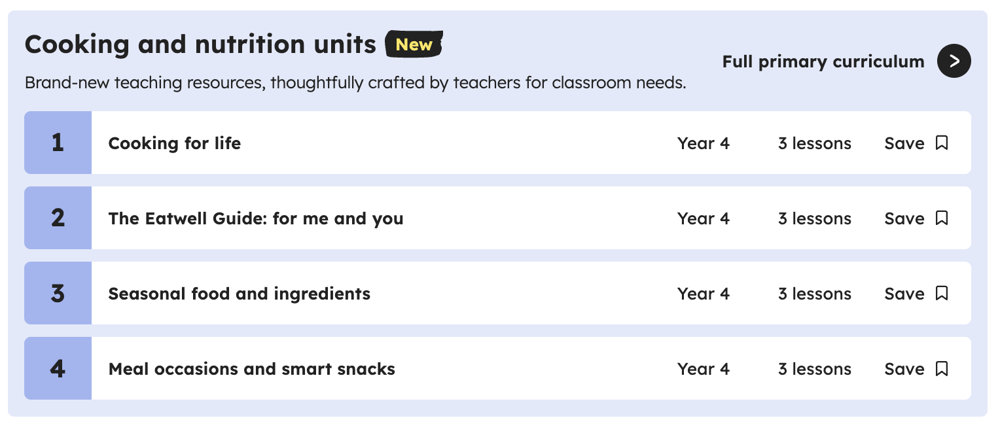 Cooking and nutrition units New
Full primary curriculum
Brand-new teaching resources, thoughtfully crafted by teachers for classroom needs.
1 Cooking for life Year 4 3 lessons Save
2 The Eatwell Guide: for me and you Year 4 3 lessons Save
3 Seasonal food and ingredients Year 4 3 lessons Save
4 Meal occasions and smart snacks Year 4 3 lessons Save